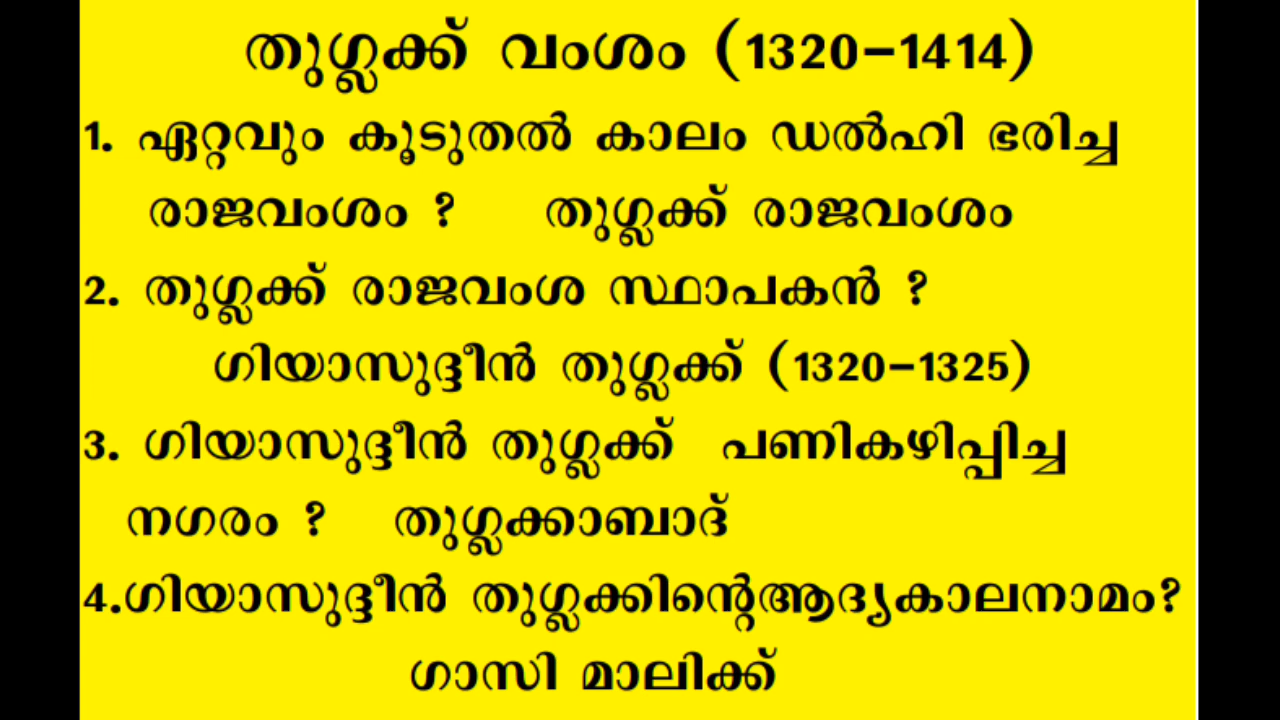 തുഗ്ലക്ക് വംശം (1320-1414)
1. ഏറ്റവും കൂടുതൽ കാലം ഡൽഹി ഭരിച്ച
രാജവംശം ? തുഗ്ലക്ക് രാജവംശം
2. തുഗ്ലക്ക് രാജവംശ സ്ഥാപകൻ ?
ഗിയാസുദ്ദീൻ തുഗ്ലക്ക് (1320-1325)
3. ഗിയാസുദ്ദീൻ തുഗ്ലക്ക് പണികഴിപ്പിച്ച
നഗരം ? തുഗ്ലക്കാബാദ്
4.ഗിയാസുദ്ദീൻ തുഗ്ലക്കിന്റെആദ്യകാലനാമം?
ഗാസി മാലിക്ക്